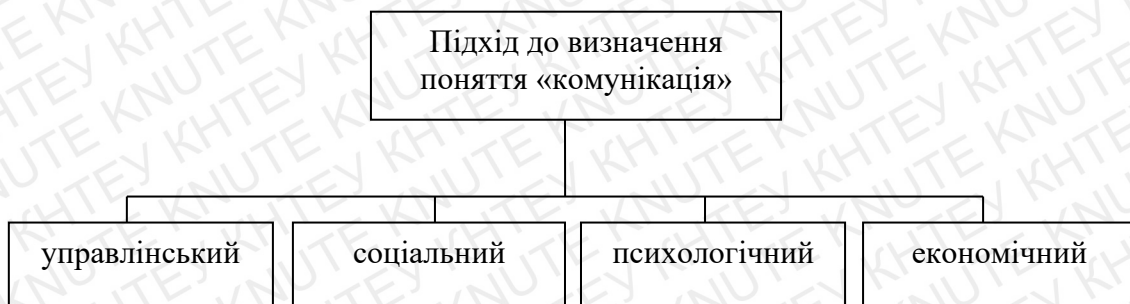 Підхід до визначення
поняття «комунікація»
управлінський
соціальний
психологічний
економічний